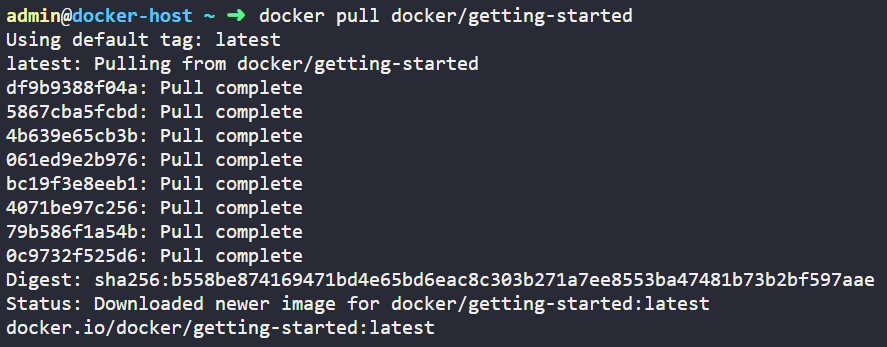 admin@docker-host ~ ➜ docker pull docker/getting-started
Using default tag: latest
latest: Pulling from docker/getting-started
df9b9388f04a: Pull complete
5867cba5fcbd: Pull complete
4b639e65cb3b: Pull complete
061ed9e2b976: Pull complete
bc19f3e8eeb1: Pull complete
4071be97c256: Pull complete
79b586f1a54b: Pull complete
0c9732f525d6: Pull complete
Digest: sha256:b558be874169471bd4e65bd6eac8c303b271a7ee8553ba47481b73b2bf597aae
Status: Downloaded newer image for docker/getting-started:latest
docker.io/docker/getting-started:latest